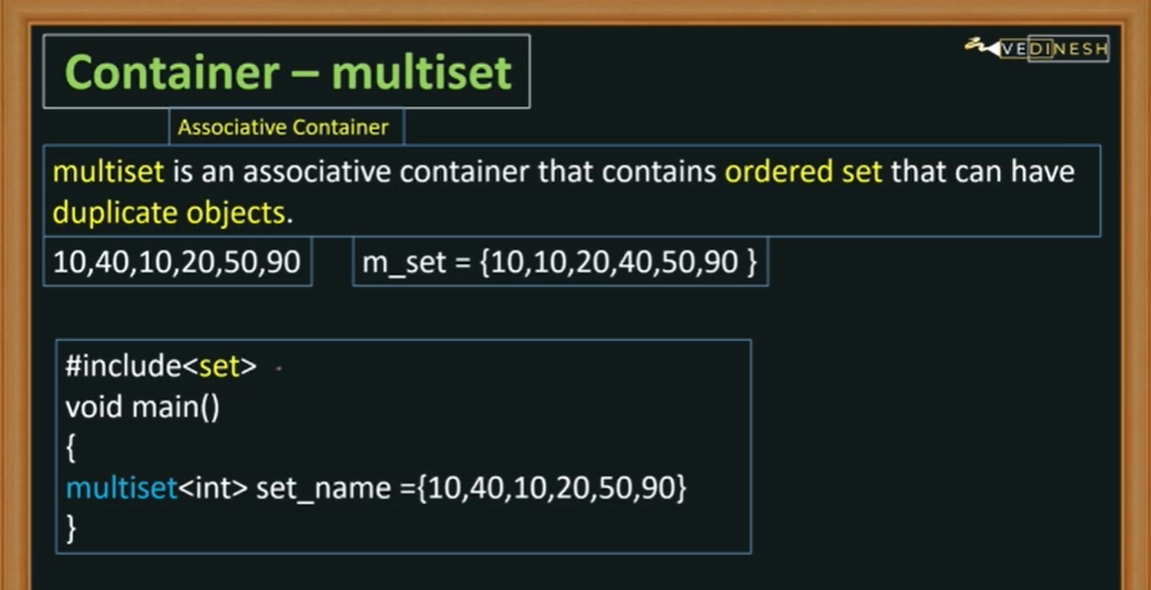 Container – multiset
VEDINESH
Associative Container
multiset is an associative container that contains ordered set that can have
duplicate objects.
10,40,10,20,50,90
m_set = {10,10,20,40,50,90 }
#include<set>
void main()
{
multiset<int> set_name ={10,40,10,20,50,90}
}